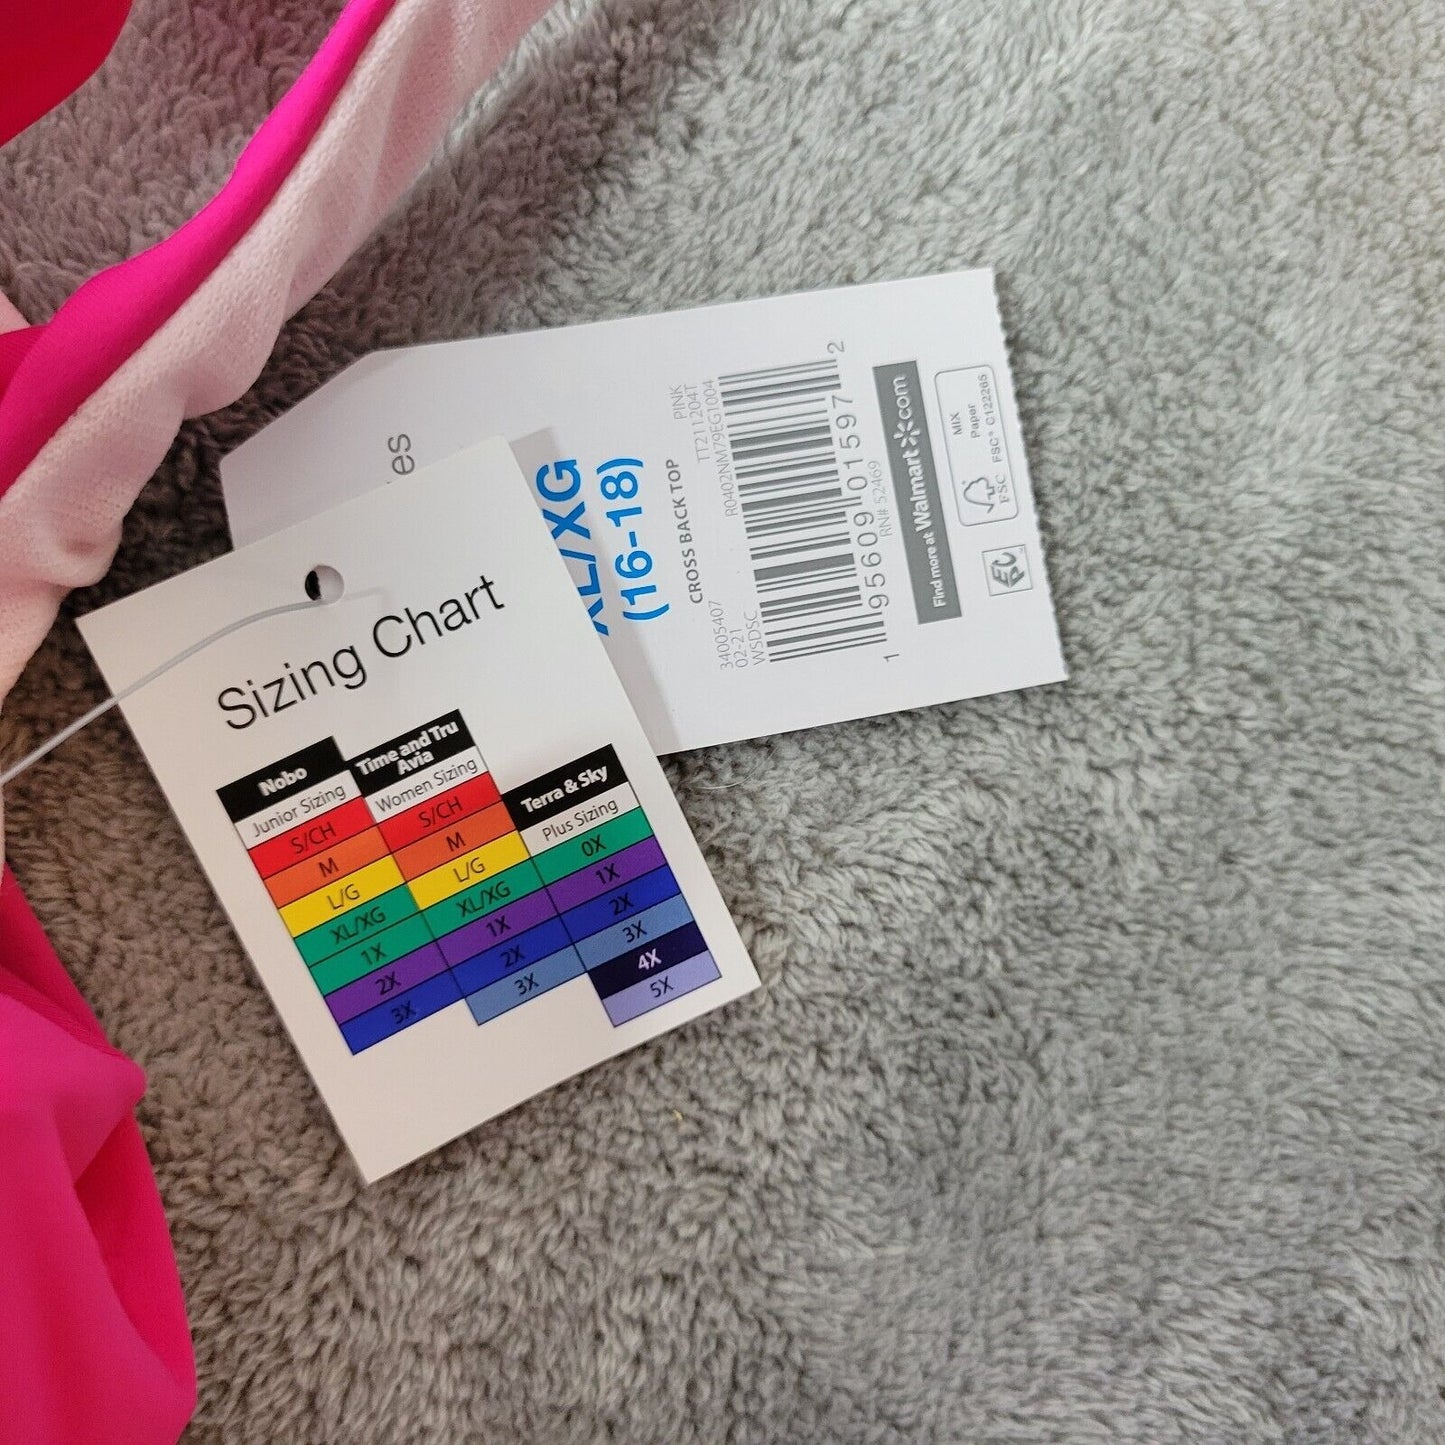 es
XL/XG
(16-18)
CROSS BACK TOP
PINK
TT211204T
R0402NM79EG1004
34005407
02-21
WSDSC
1 95609 01597 2
RN# 52469
Find more at Walmart com
MIX
Paper
FSC® C122265
FSC
Sizing Chart
Nobo
Junior Sizing
S/CH
M
L/G
XL/XG
1X
2X
3X
Time and Tru
Avia
Women Sizing
S/CH
M
L/G
XL/XG
1X
2X
3X
Terra & Sky
Plus Sizing
0X
1X
2X
3X
4X
5X